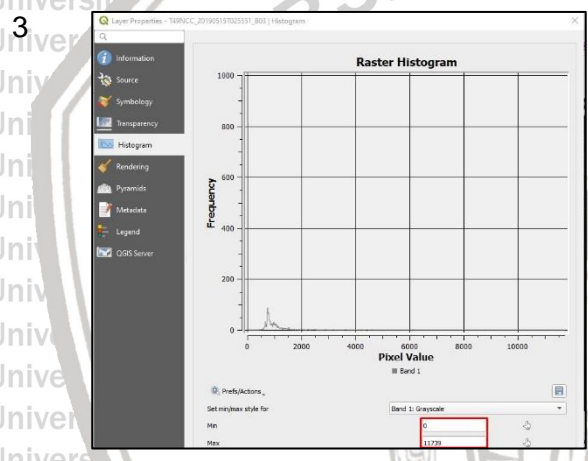 3
Layer Properties - T49NCC_20190515T025551_B03 | Histogram
Information
Source
Symbology
Transparency
Histogram
Rendering
Pyramids
Metadata
Legend
QGIS Server
Raster Histogram
Frequency
1000
800
600
400
200
0
0 2000 4000 6000 8000 10000
Pixel Value
Band 1
Prefs/Actions
Set min/max style for Band 1: Grayscale
Min 0
Max 11739